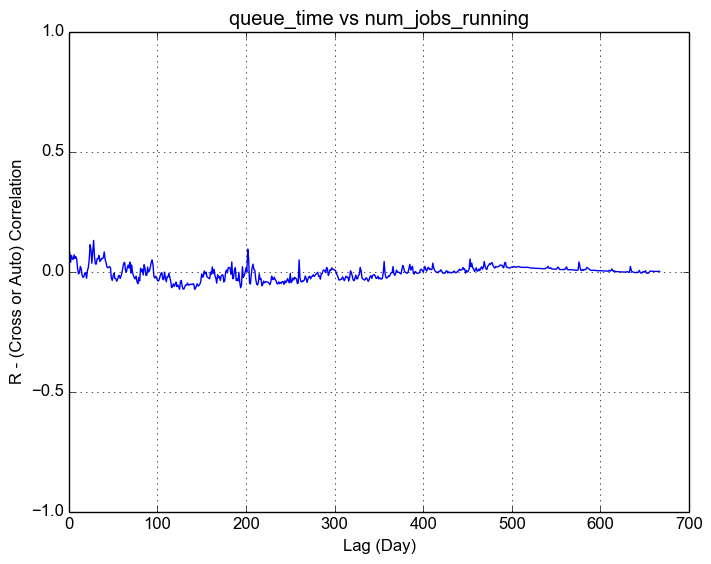 queue_time vs num_jobs_running
1.0
0.5
0.0
−0.5
−1.0
R - (Cross or Auto) Correlation
0 100 200 300 400 500 600 700
Lag (Day)